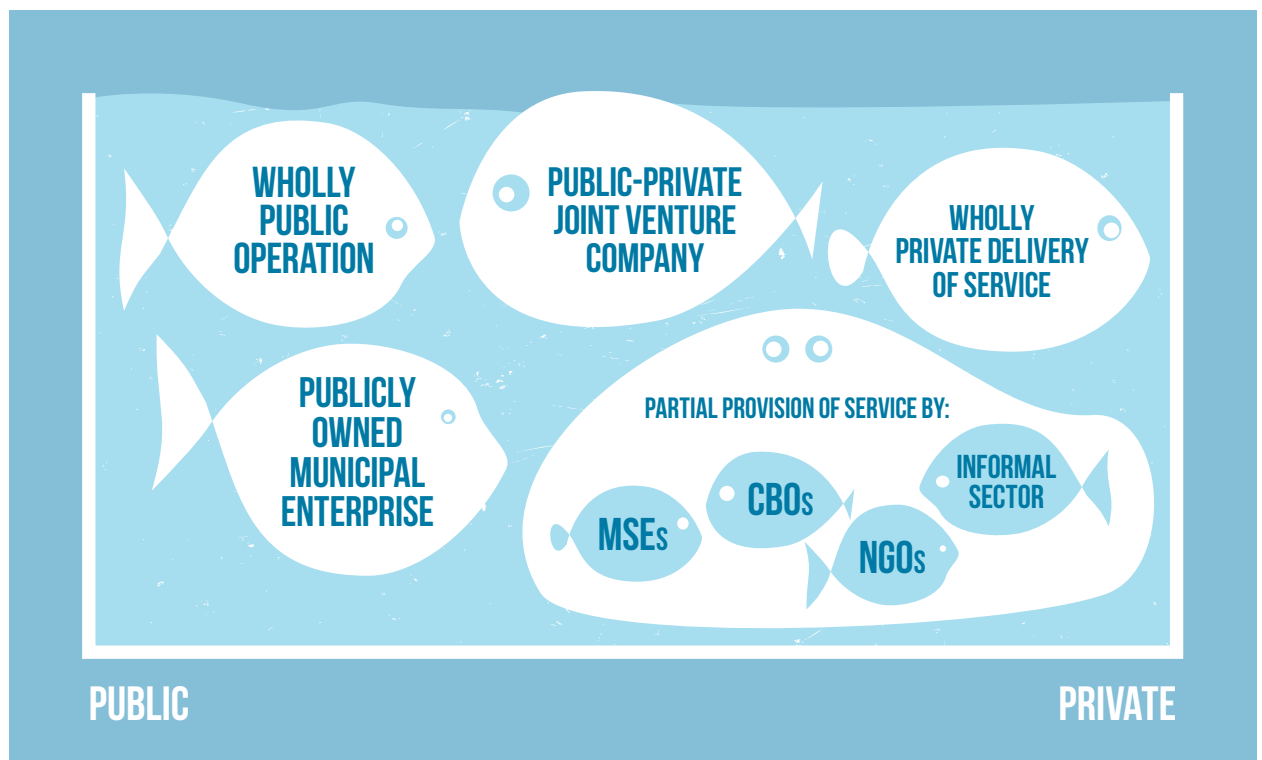 WHOLLY
PUBLIC
OPERATION
PUBLIC-PRIVATE
JOINT VENTURE
COMPANY
WHOLLY
PRIVATE DELIVERY
OF SERVICE
PUBLICLY
OWNED
MUNICIPAL
ENTERPRISE
PARTIAL PROVISION OF SERVICE BY:
MSEs
CBOs
NGOs
INFORMAL
SECTOR
PUBLIC
PRIVATE